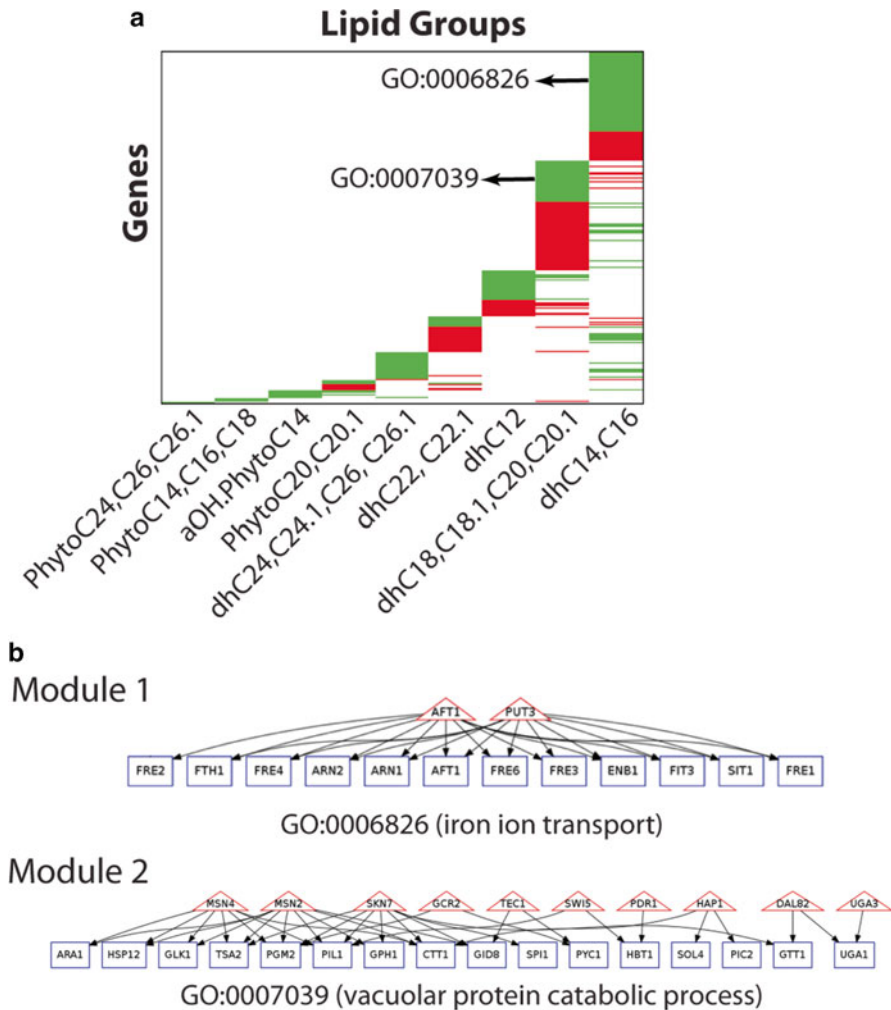 a
Lipid Groups
Genes
GO:0006826
GO:0007039
PhytoC24,C26,C26.1
PhytoC14,C16,C18
aOH.PhytoC14
PhytoC20,C20.1
dhC24,C24.1,C26, C26.1
dhC22, C22.1
dhC12
dhC18,C18.1,C20,C20.1
dhC14,C16
b
Module 1
AFT1 PUT3
FRE2 FTH1 FRE4 ARN2 ARN1 AFT1 FRE6 FRE3 ENB1 FIT3 SIT1 FRE1
GO:0006826 (iron ion transport)
Module 2
MSN4 MSN2 SKN7 GCR2 TEC1 SWI5 PDR1 HAP1 DAL82 UGA3
ARA1 HSP12 GLK1 TSA2 PGM2 PIL1 GPH1 CTT1 GID8 SPI1 PYC1 HBT1 SOL4 PIC2 GTT1 UGA1
GO:0007039 (vacuolar protein catabolic process)